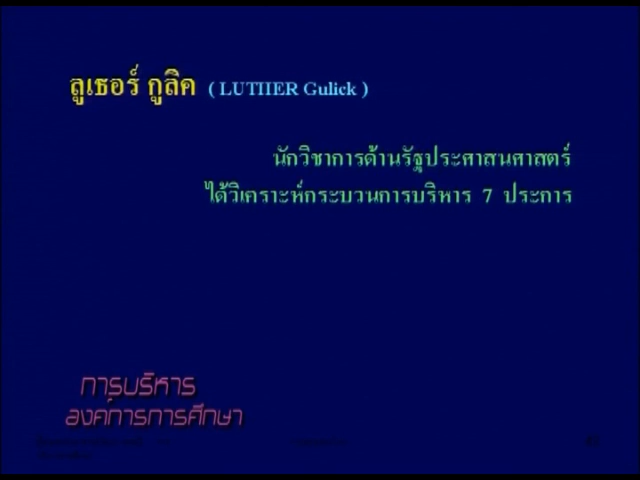 ลูเธอร์ กูลิค ( LUTHER Gulick )
นักวิชาการด้านรัฐประศาสนศาสตร์
ได้วิเคราะห์กระบวนการบริหาร 7 ประการ
การบริหาร
องค์การการศึกษา